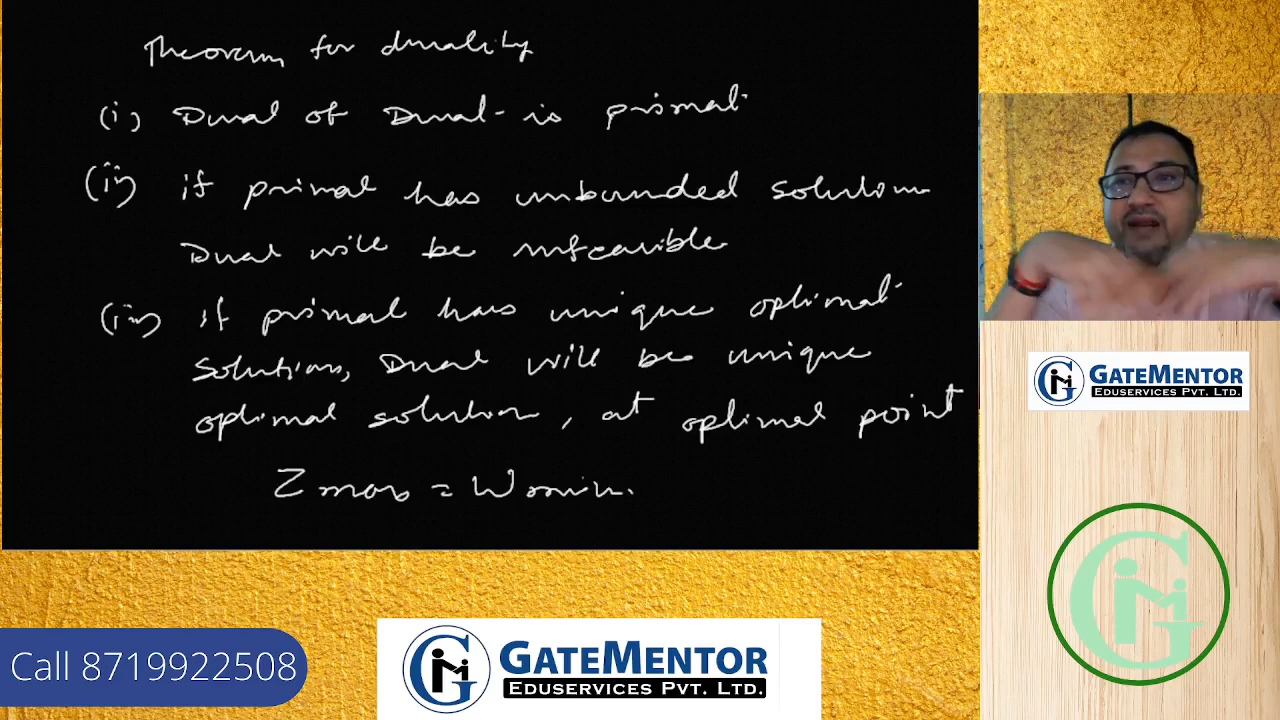 Theorem for duality
(i) Dual of Dual is primal
(ii) if primal has unbounded solution
Dual will be infeasible
(iii) if primal has unique optimal
solution, Dual will be unique
optimal solution, at optimal point
Z max = W min.
GATEMENTOR
EDUSERVICES PVT. LTD.
Call 8719922508
GATEMENTOR
EDUSERVICES PVT. LTD.